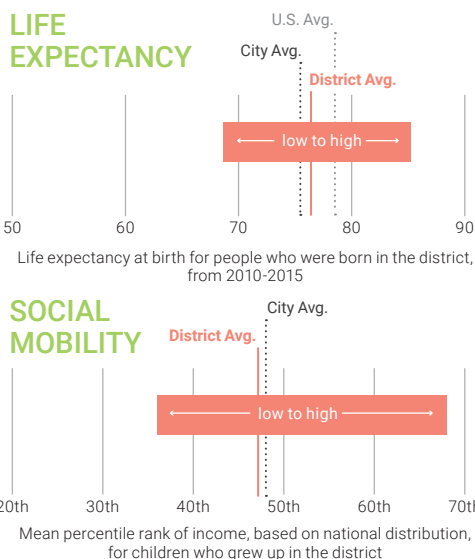 LIFE
EXPECTANCY
U.S. Avg.
City Avg.
District Avg.
low to high
50 60 70 80 90
Life expectancy at birth for people who were born in the district,
from 2010-2015
SOCIAL
MOBILITY
City Avg.
District Avg.
low to high
20th 30th 40th 50th 60th 70th
Mean percentile rank of income, based on national distribution,
for children who grew up in the district